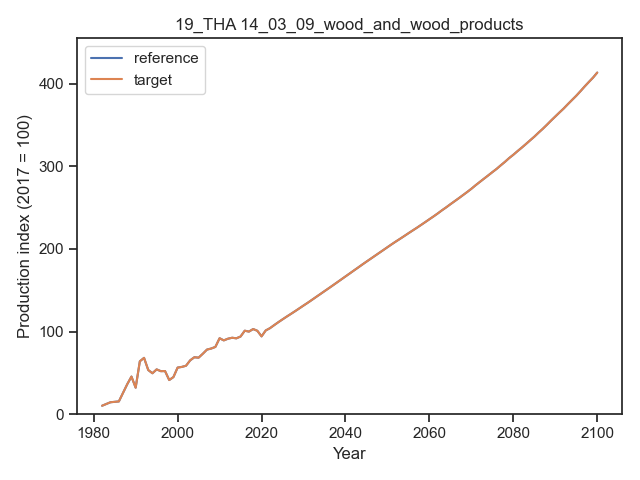 19_THA 14_03_09_wood_and_wood_products
reference
target
Production index (2017 = 100)
400
300
200
100
0
1980
2000
2020
2040
2060
2080
2100
Year